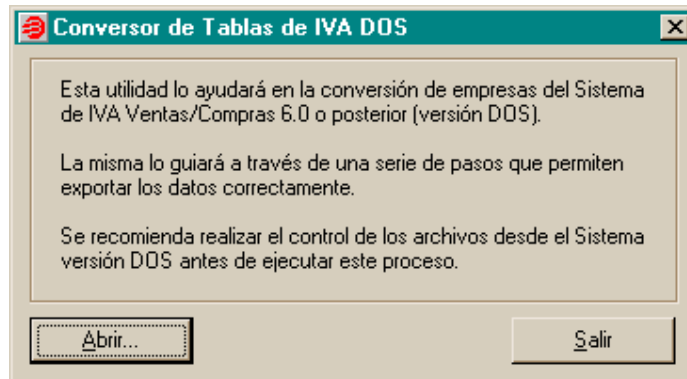 Conversor de Tablas de IVA DOS
Esta utilidad lo ayudará en la conversión de empresas del Sistema
de IVA Ventas/Compras 6.0 o posterior (versión DOS).
La misma lo guiará a través de una serie de pasos que permiten
exportar los datos correctamente.
Se recomienda realizar el control de los archivos desde el Sistema
versión DOS antes de ejecutar este proceso.
Abrir... Salir